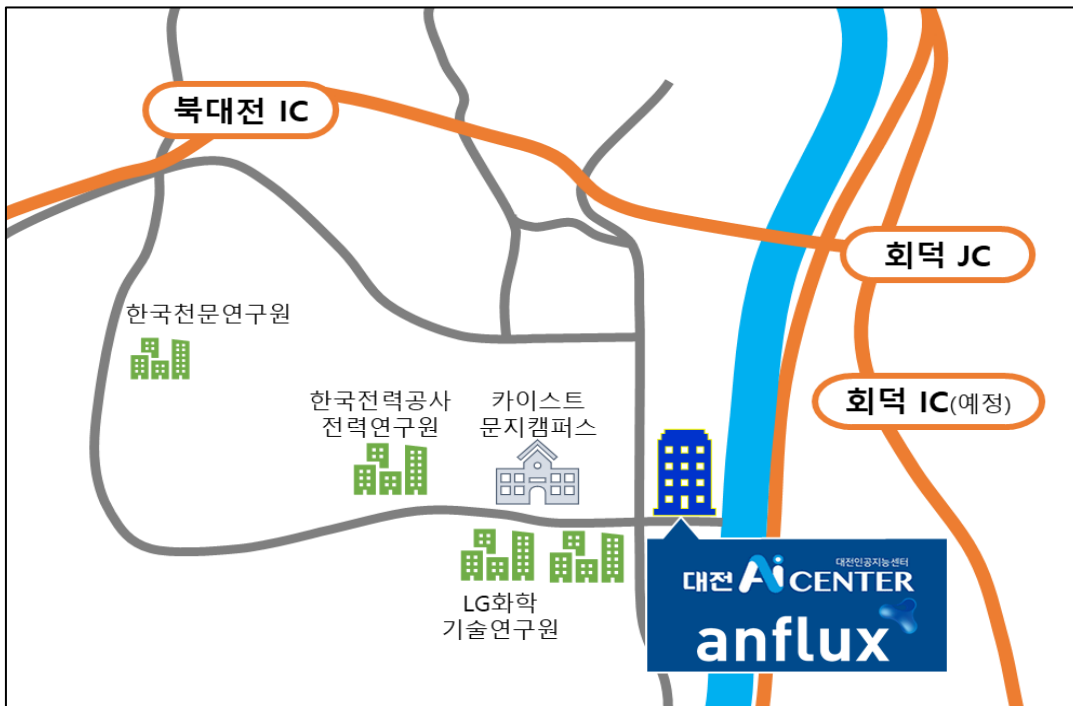 북대전 IC
회덕 JC
한국천문연구원
회덕 IC(예정)
한국전력공사
전력연구원
카이스트
문지캠퍼스
대전인공지능센터
대전 Ai CENTER
anflux
LG화학
기술연구원